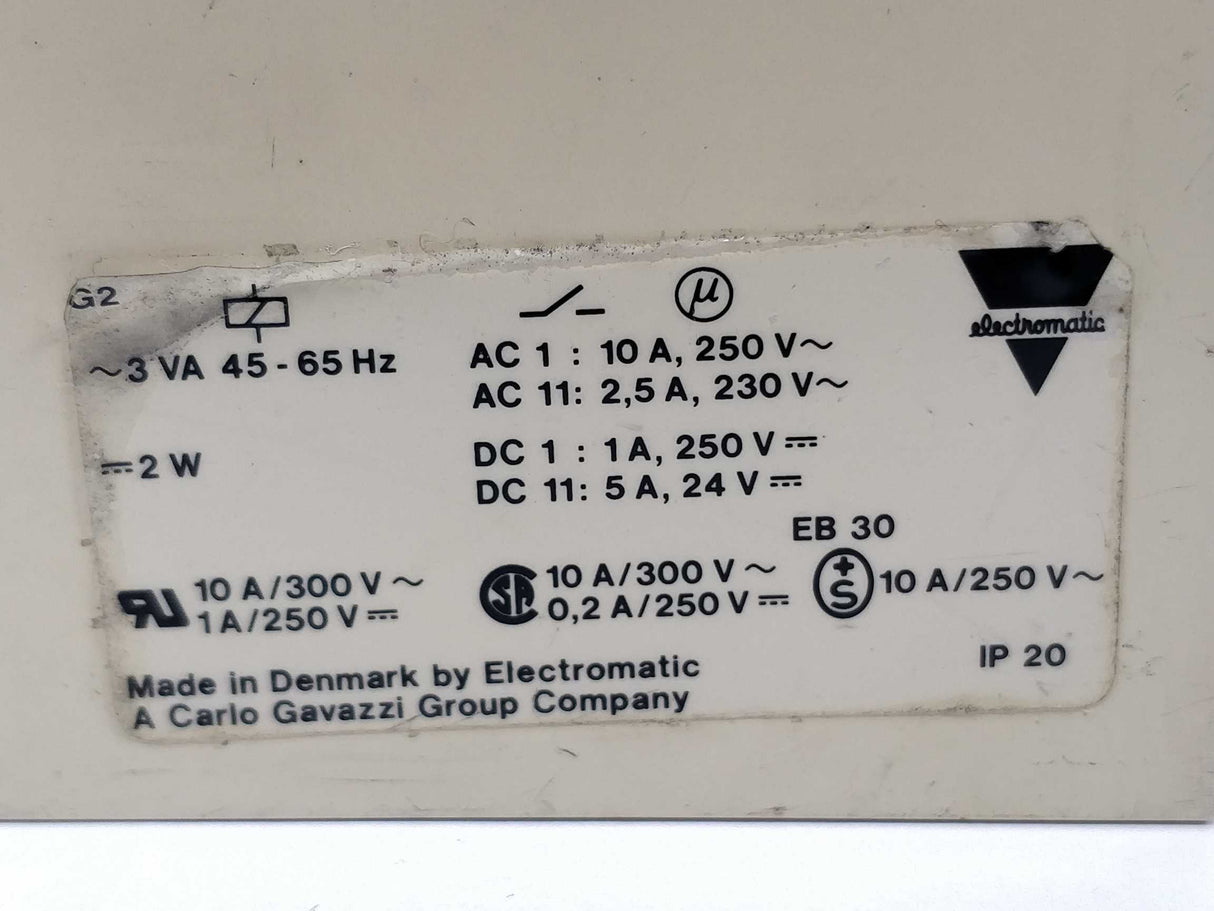 G2
µ
electromatic
~3 VA 45-65 Hz
AC 1 : 10 A, 250 V~
AC 11: 2,5 A, 230 V~
⎓2 W
DC 1 : 1 A, 250 V⎓
DC 11: 5 A, 24 V⎓
EB 30
RU 10 A/300 V~
1 A/250 V⎓
SA 10 A/300 V~
0,2 A/250 V⎓
+S 10 A/250 V~
IP 20
Made in Denmark by Electromatic
A Carlo Gavazzi Group Company